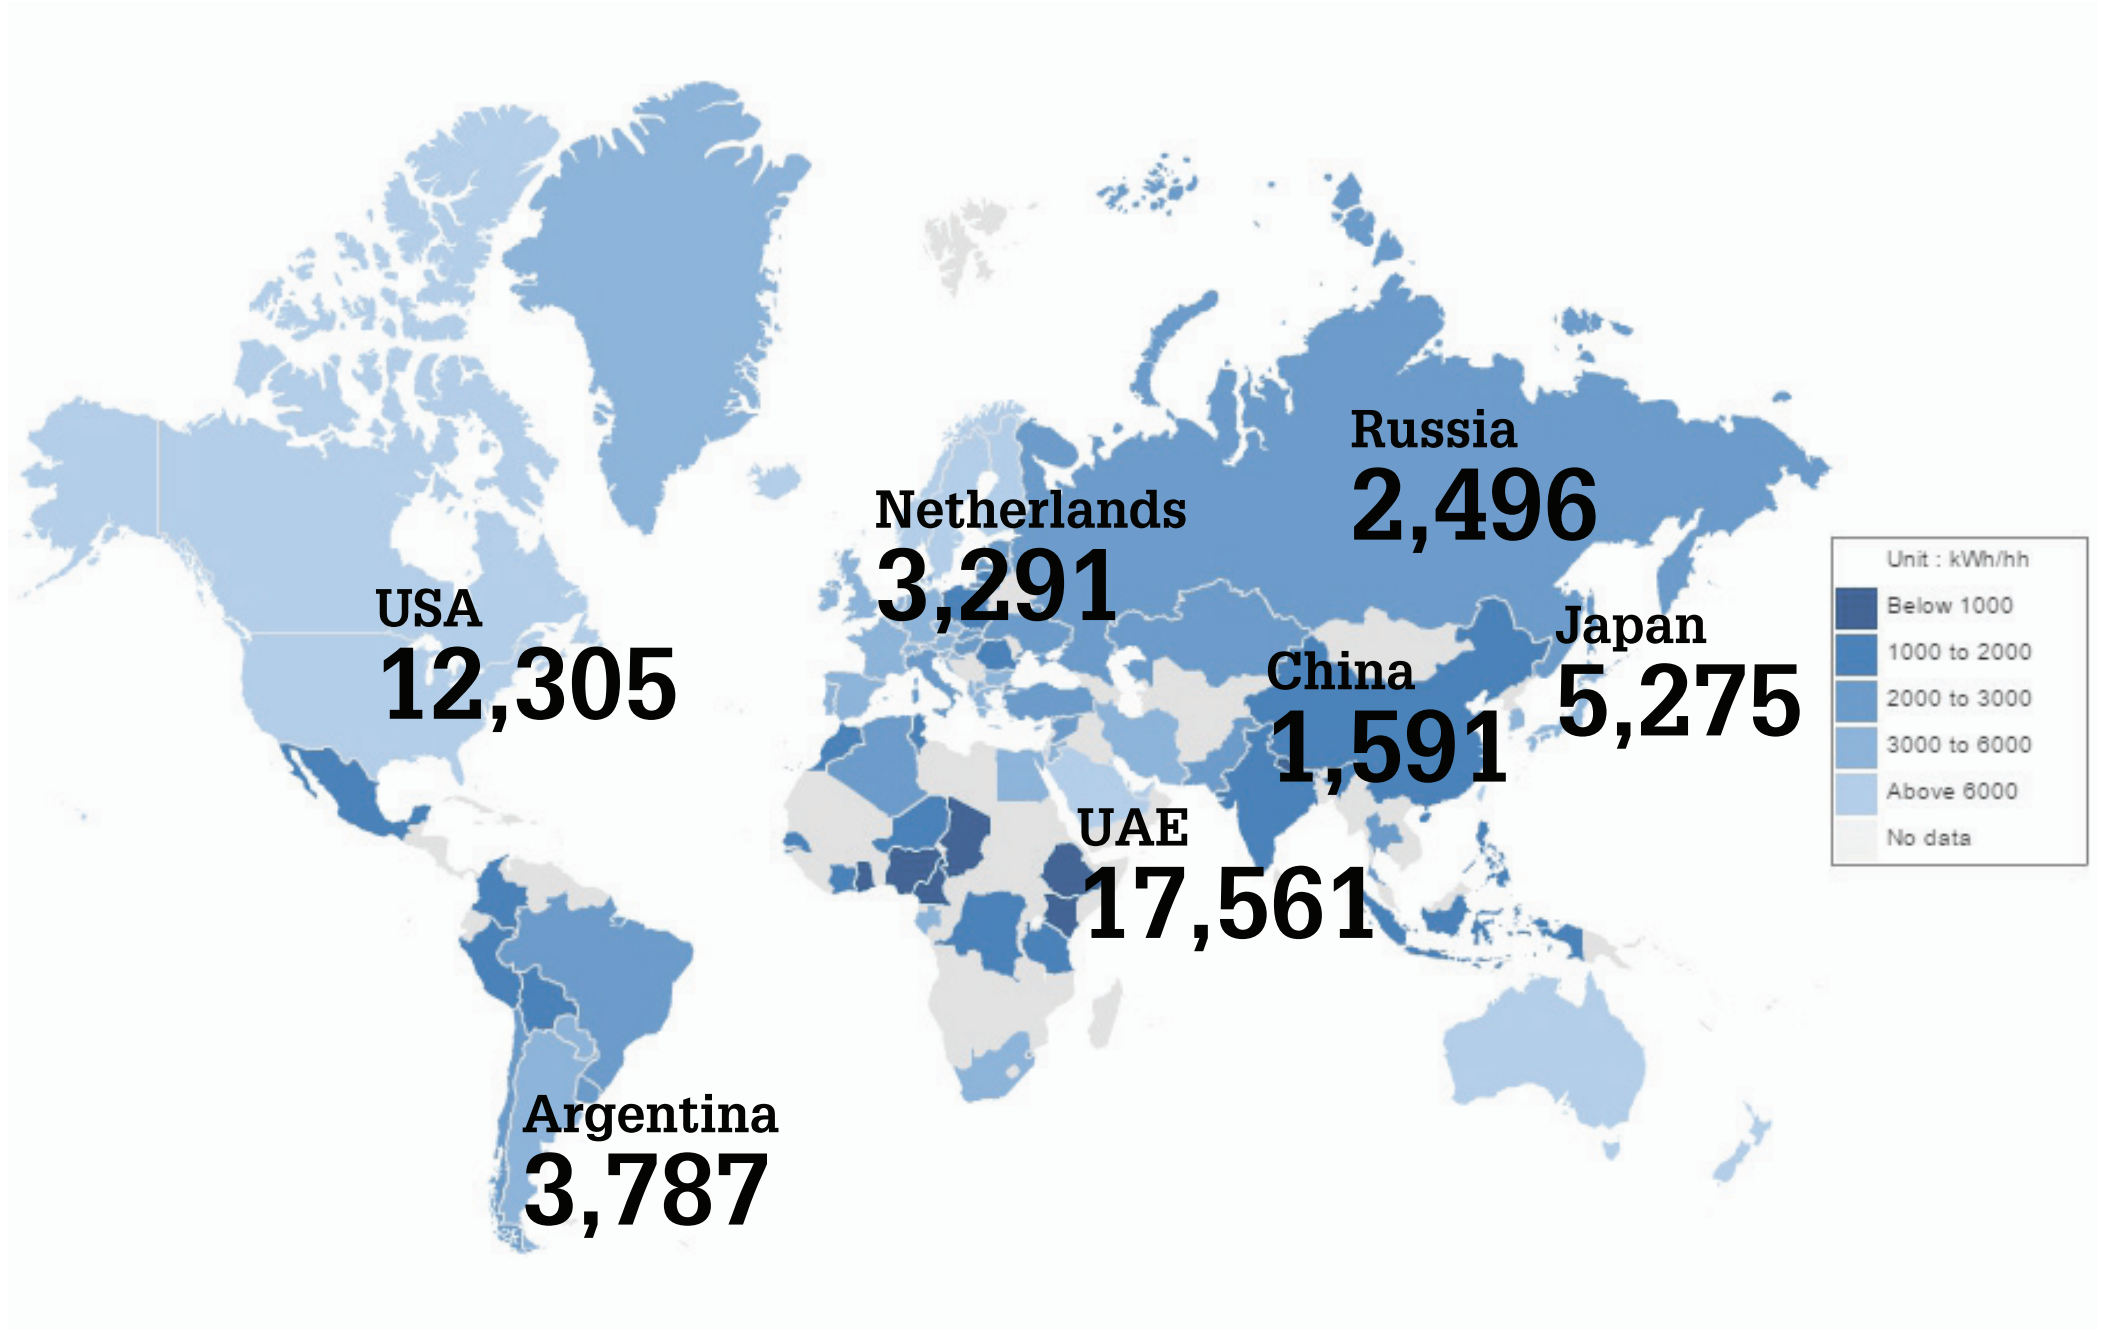 Russia
2,496
Netherlands
3,291
USA
12,305
Japan
5,275
China
1,591
UAE
17,561
Argentina
3,787
Unit : kWh/hh
Below 1000
1000 to 2000
2000 to 3000
3000 to 6000
Above 6000
No data